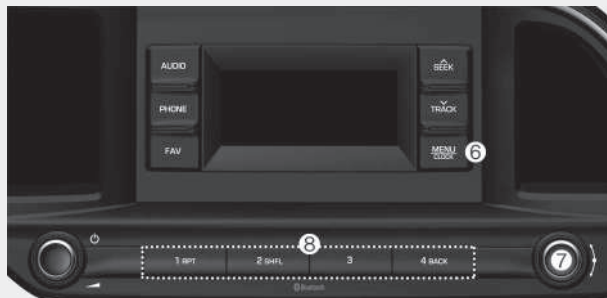 AUDIO
SEEK
PHONE
TRACK
FAV
MENU
CLOCK
6
8
1 RPT
2 SHFL
3
4 BACK
7
Bluetooth